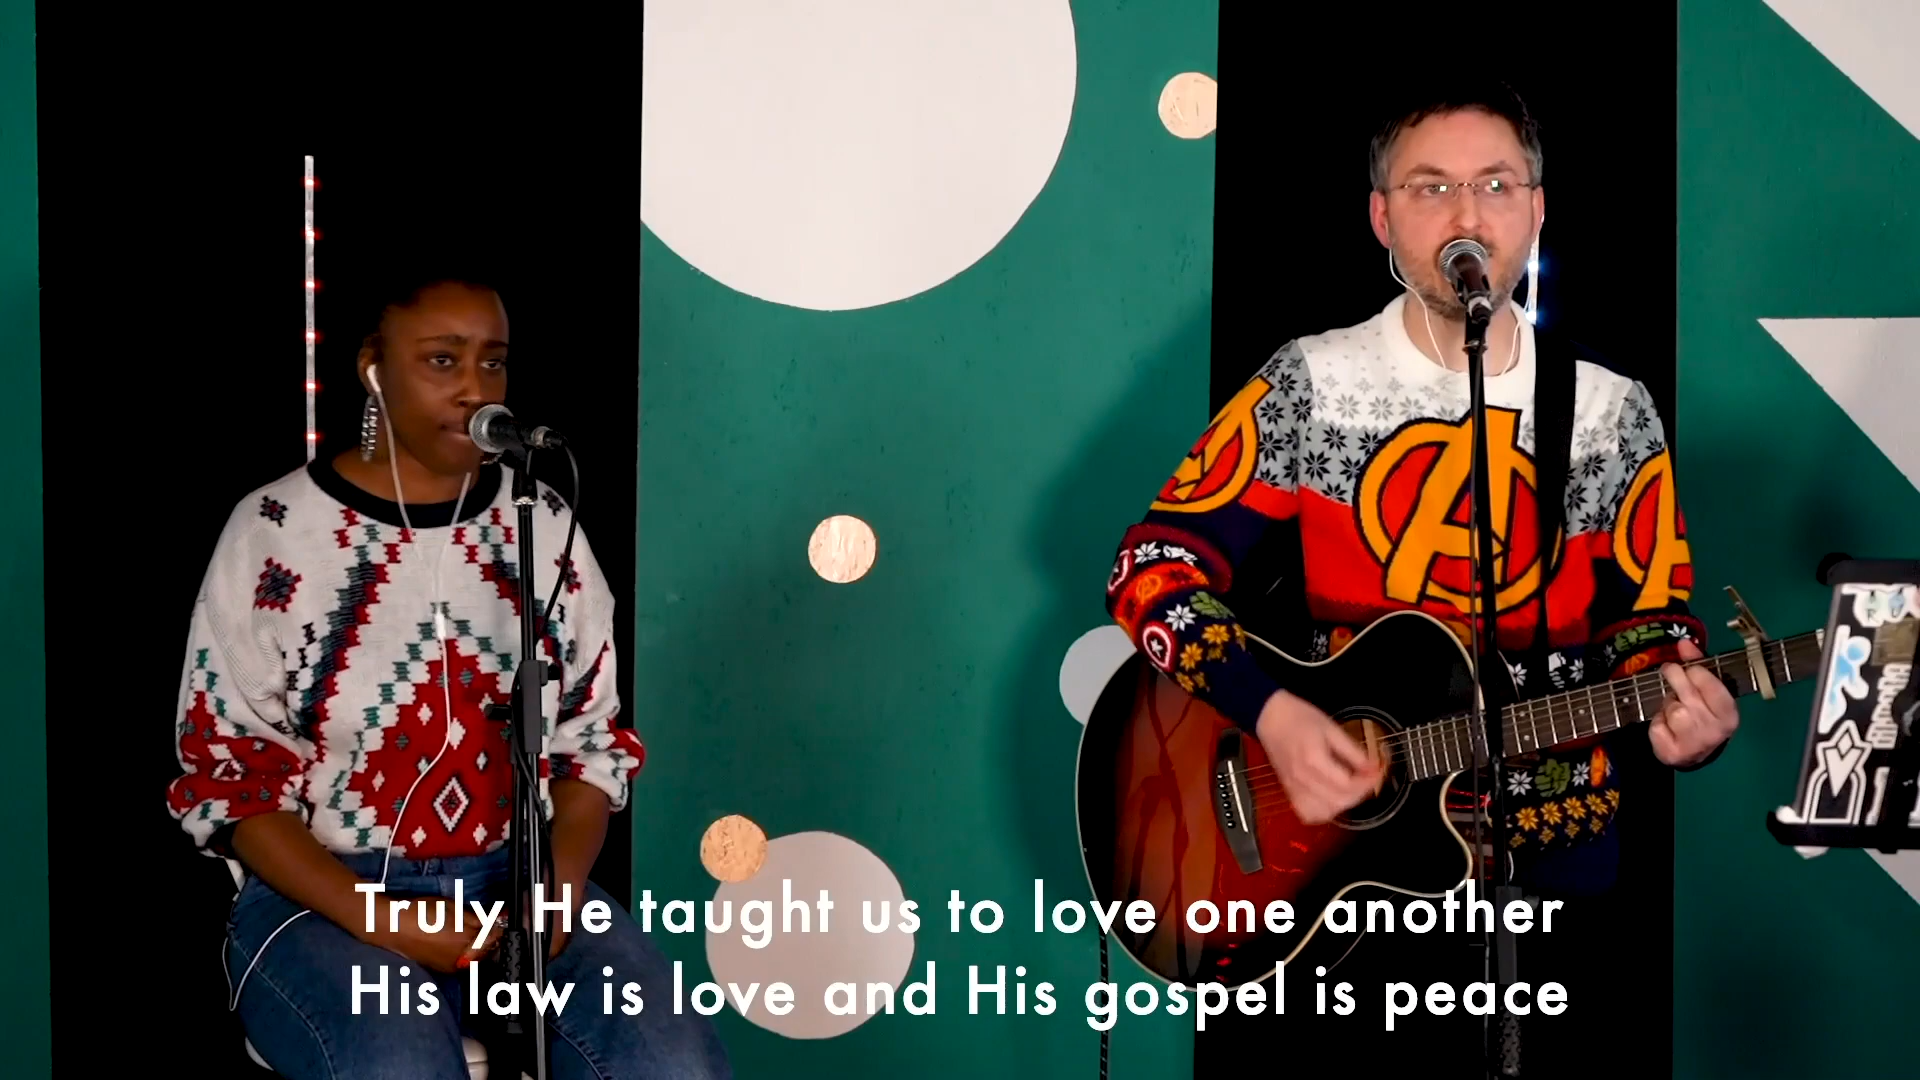 Truly He taught us to love one another
His law is love and His gospel is peace